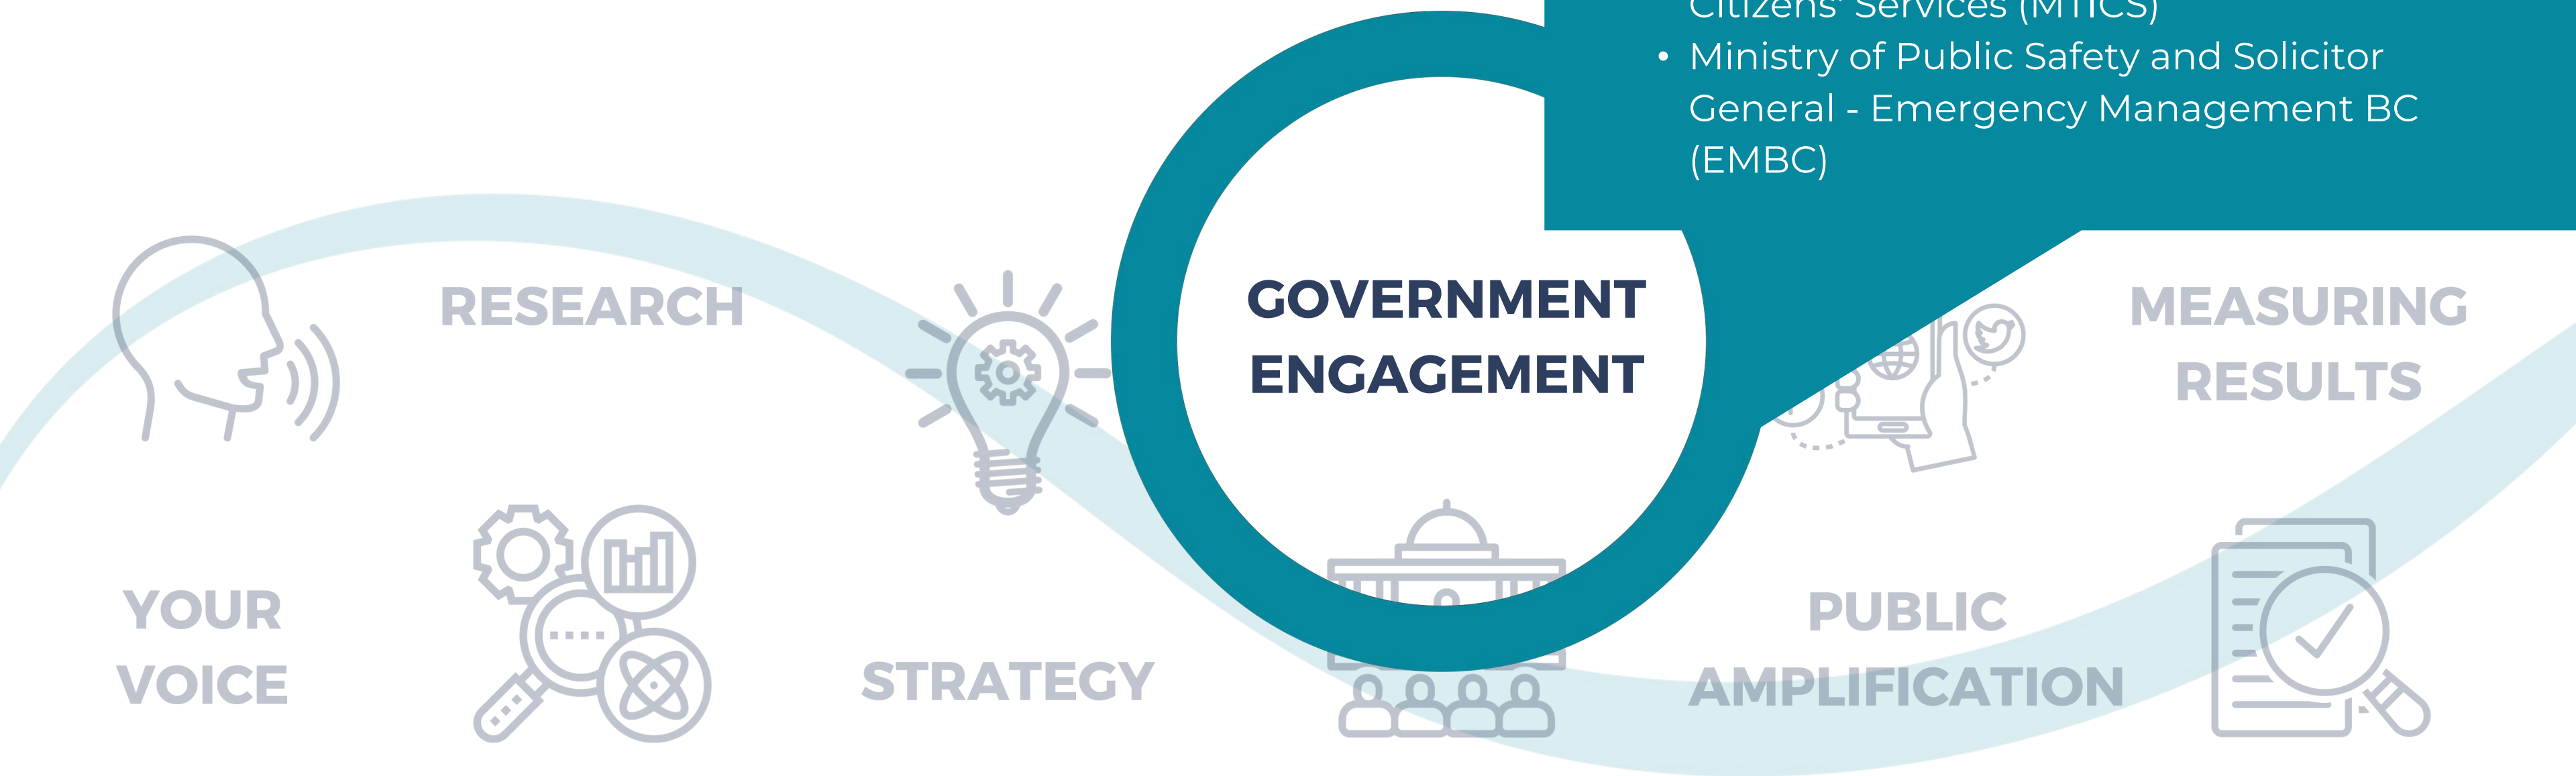 Citizens' Services (MTICS)
• Ministry of Public Safety and Solicitor
General - Emergency Management BC
(EMBC)
RESEARCH
GOVERNMENT
ENGAGEMENT
MEASURING
RESULTS
YOUR
VOICE
STRATEGY
PUBLIC
AMPLIFICATION